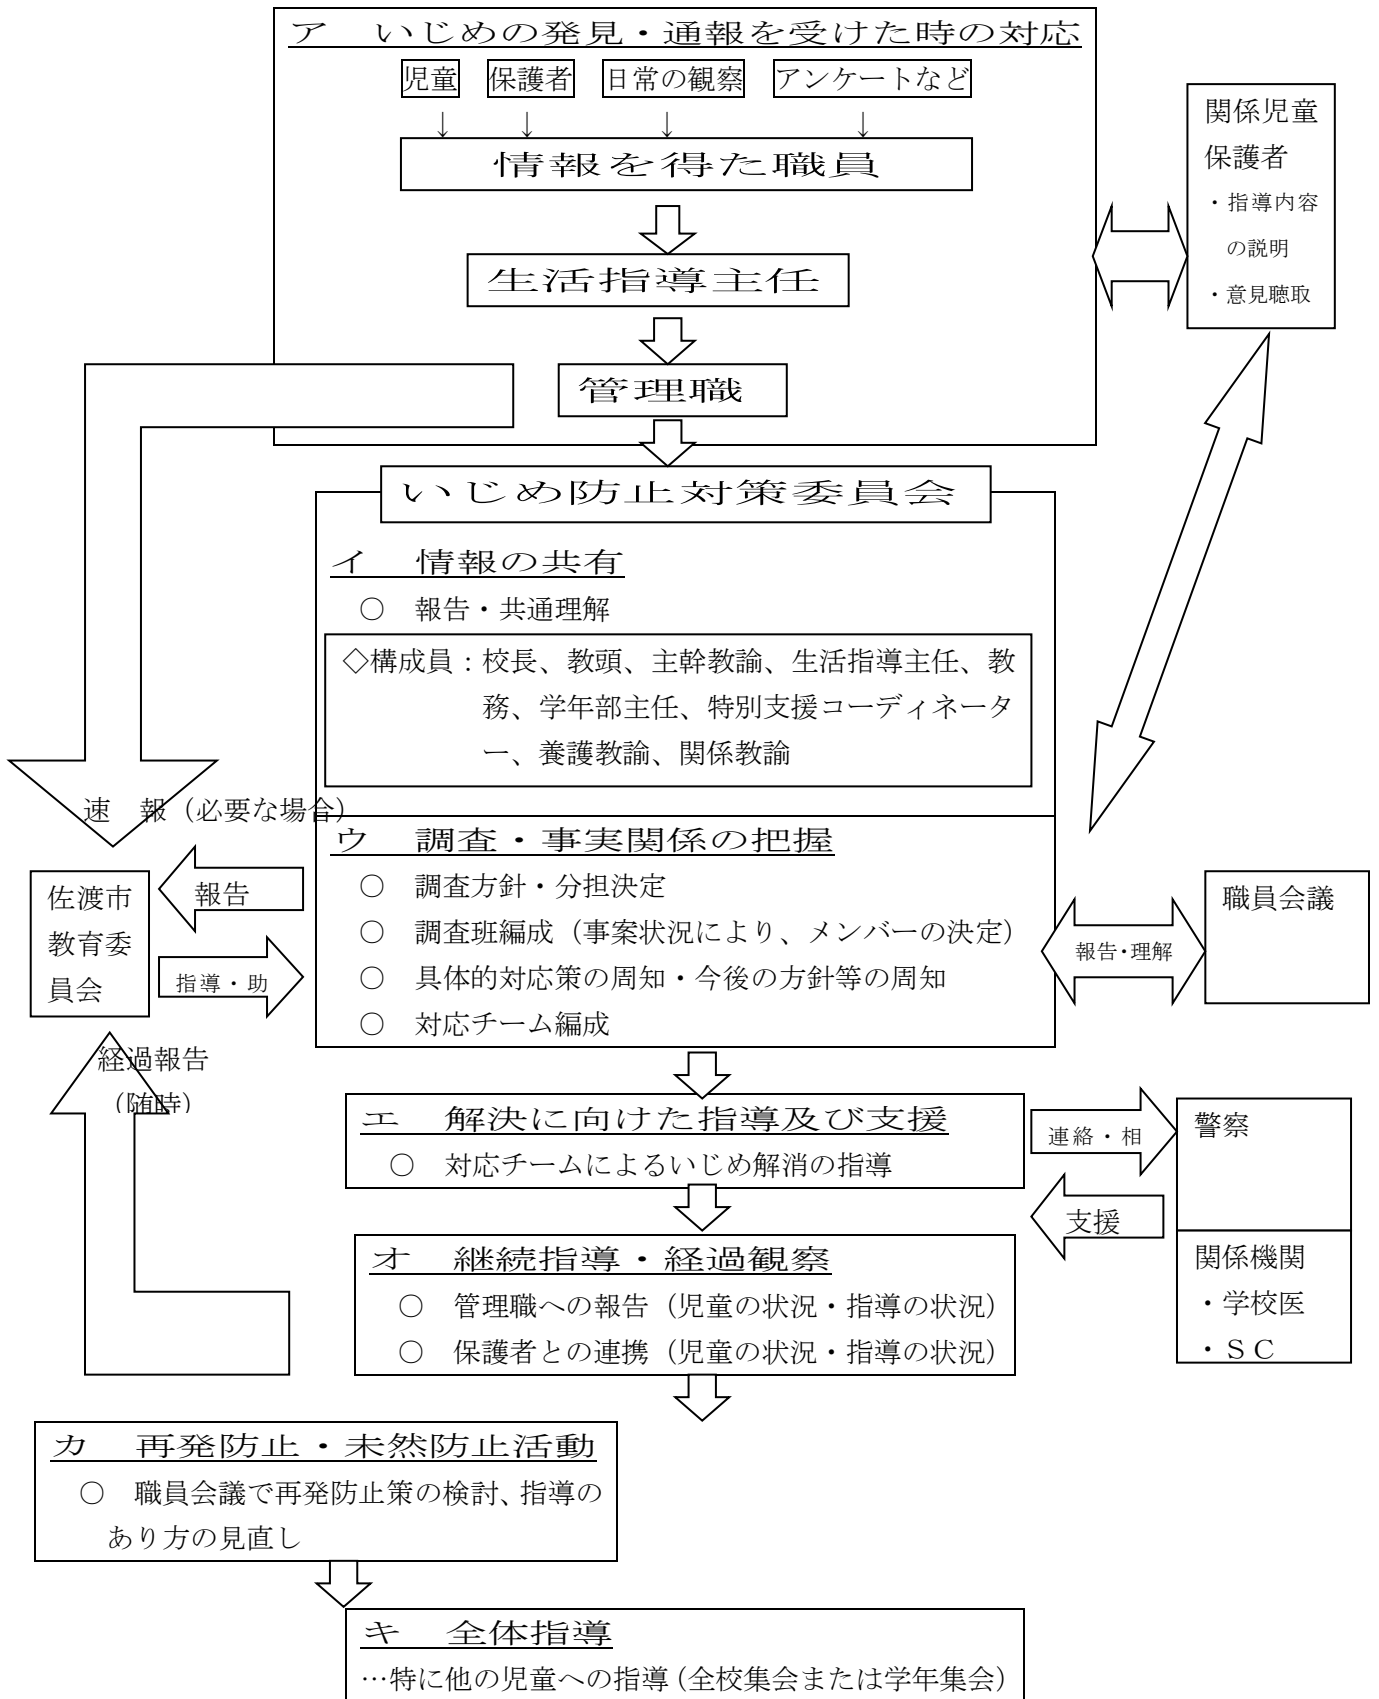 ア　いじめの発見・通報を受けた時の対応
児童　保護者　日常の観察　アンケートなど
↓　↓　↓　↓
情報を得た職員
生活指導主任
管理職
関係児童
保護者
・指導内容
の説明
・意見聴取
いじめ防止対策委員会
イ　情報の共有
○　報告・共通理解
◇構成員：校長、教頭、主幹教諭、生活指導主任、教
務、学年部主任、特別支援コーディネータ
ー、養護教諭、関係教諭
速　報（必要な場合）
ウ　調査・事実関係の把握
○　調査方針・分担決定
○　調査班編成（事案状況により、メンバーの決定）
○　具体的対応策の周知・今後の方針等の周知
○　対応チーム編成
報告
指導・助
佐渡市
教育委
員会
報告・理解
職員会議
経過報告
（随時）
エ　解決に向けた指導及び支援
○　対応チームによるいじめ解消の指導
連絡・相
支援
警察
関係機関
・学校医
・ＳＣ
オ　継続指導・経過観察
○　管理職への報告（児童の状況・指導の状況）
○　保護者との連携（児童の状況・指導の状況）
カ　再発防止・未然防止活動
○　職員会議で再発防止策の検討、指導の
あり方の見直し
キ　全体指導
…特に他の児童への指導（全校集会または学年集会）